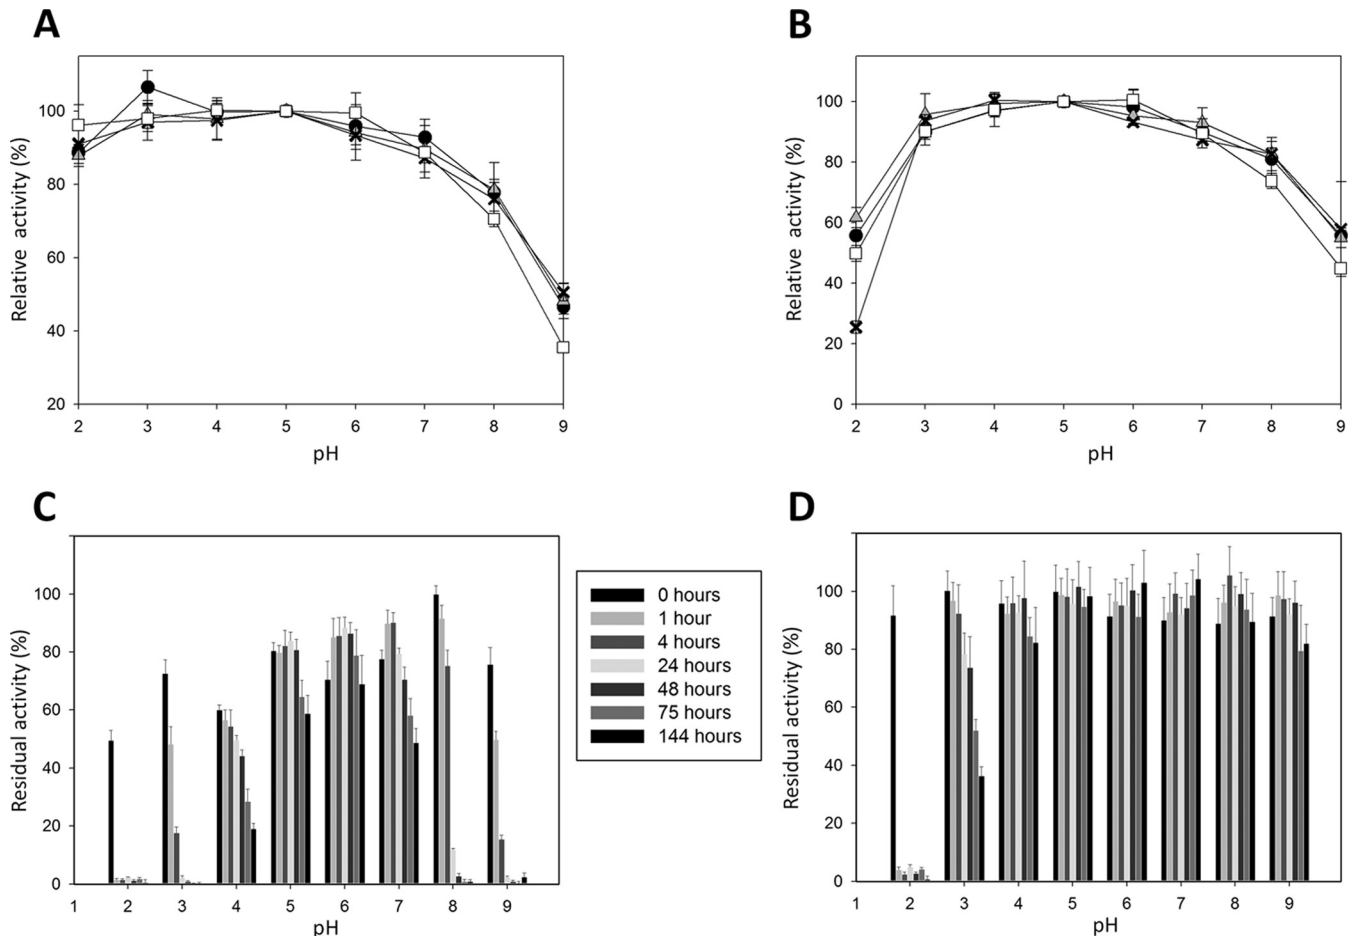 A
Relative activity (%)
100
80
60
40
20
2 3 4 5 6 7 8 9
pH
B
Relative activity (%)
100
80
60
40
20
0
2 3 4 5 6 7 8 9
pH
C
Residual activity (%)
100
80
60
40
20
0
1 2 3 4 5 6 7 8 9
pH
0 hours
1 hour
4 hours
24 hours
48 hours
75 hours
144 hours
D
Residual activity (%)
100
80
60
40
20
0
1 2 3 4 5 6 7 8 9
pH